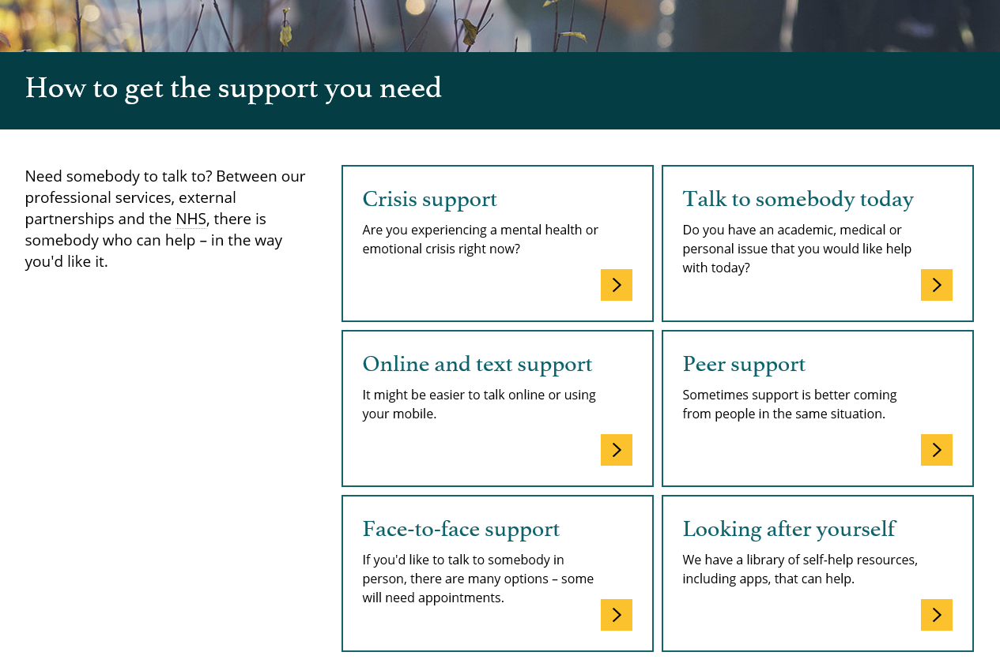 How to get the support you need
Need somebody to talk to? Between our
professional services, external
partnerships and the NHS, there is
somebody who can help – in the way
you'd like it.
Crisis support
Are you experiencing a mental health or
emotional crisis right now?
Talk to somebody today
Do you have an academic, medical or
personal issue that you would like help
with today?
Online and text support
It might be easier to talk online or using
your mobile.
Peer support
Sometimes support is better coming
from people in the same situation.
Face-to-face support
If you'd like to talk to somebody in
person, there are many options – some
will need appointments.
Looking after yourself
We have a library of self-help resources,
including apps, that can help.